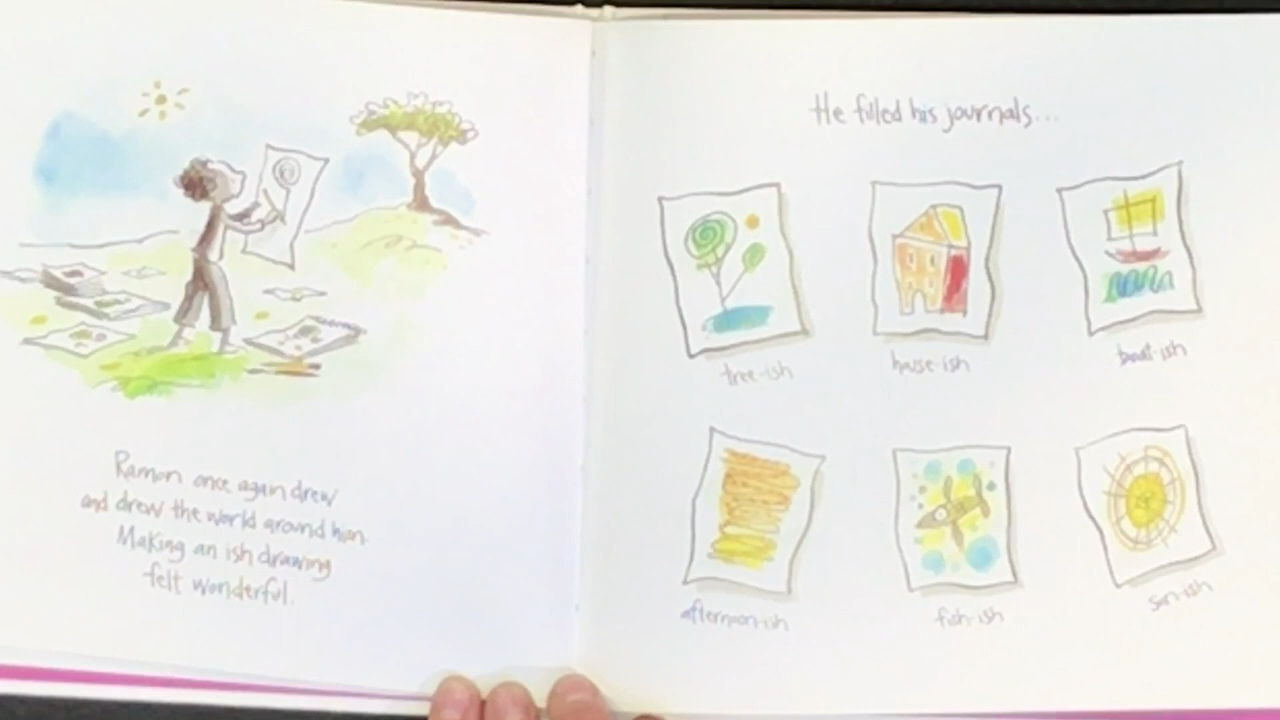 Ramon once again drew
and drew the world around him.
Making an ish drawing
felt wonderful.
He filled his journals...
tree-ish
house-ish
boat-ish
afternoon-ish
fish-ish
sun-ish